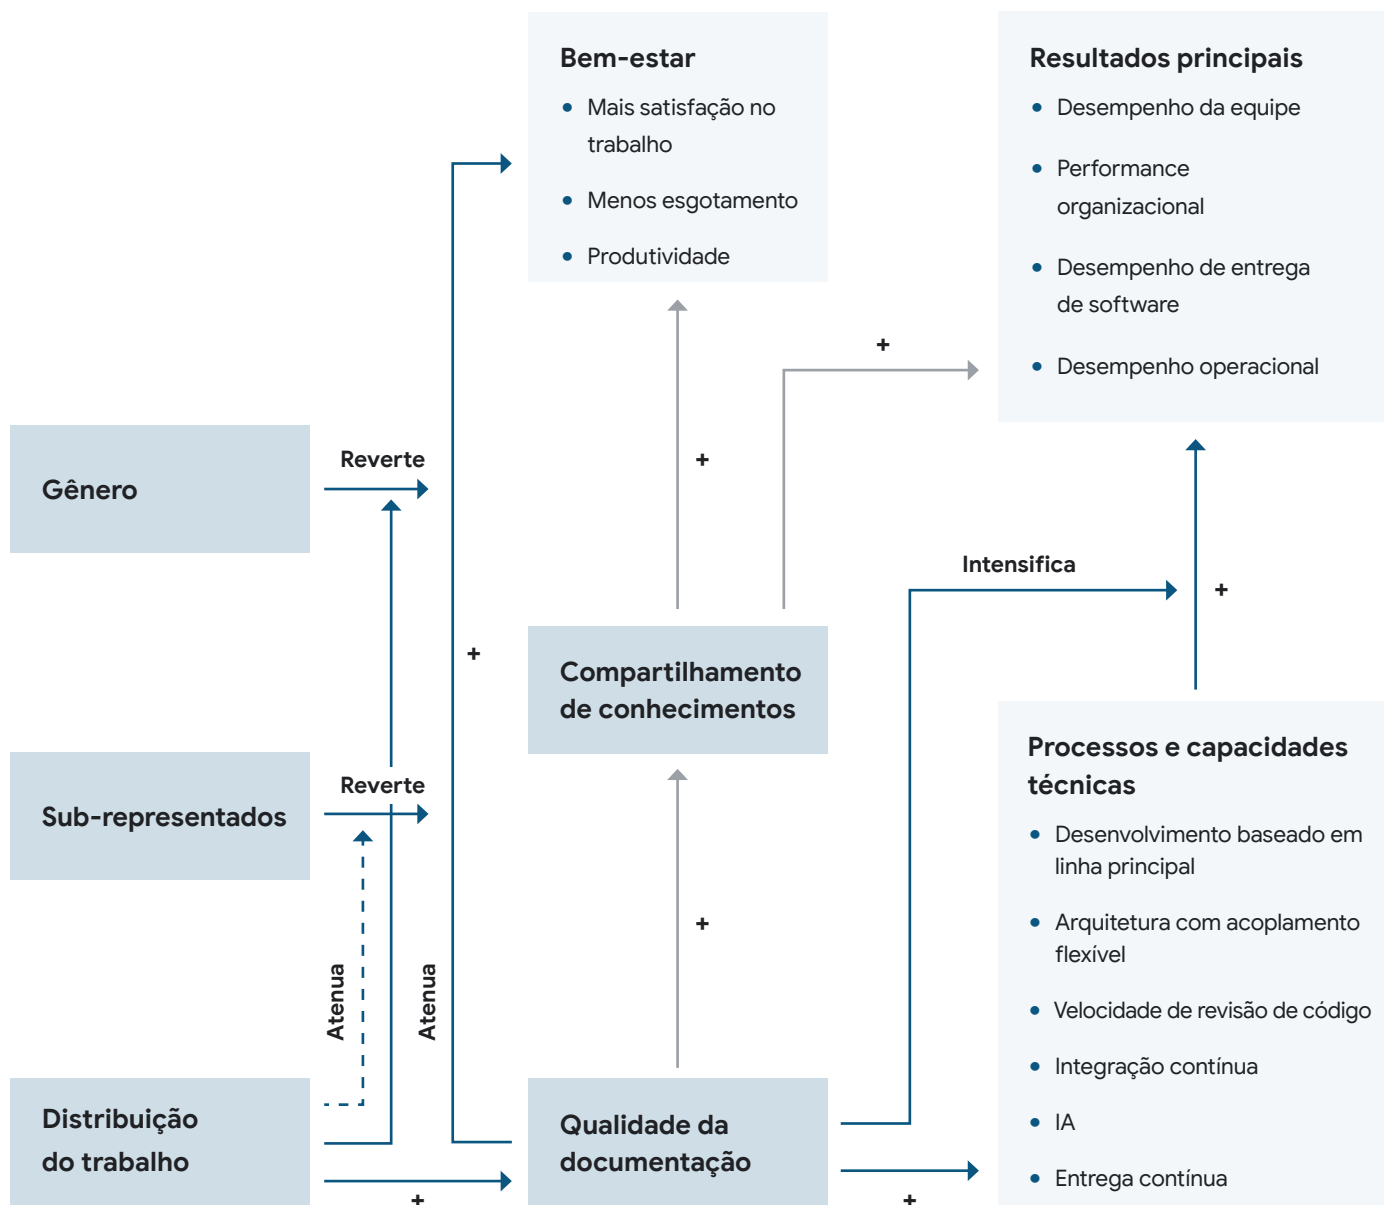 Bem-estar
• Mais satisfação no
trabalho
• Menos esgotamento
• Produtividade
Resultados principais
• Desempenho da equipe
• Performance
organizacional
• Desempenho de entrega
de software
• Desempenho operacional
+
Gênero
Reverte
+
Intensifica
+
+
Compartilhamento
de conhecimentos
Sub-representados
Reverte
+
Atenua
Atenua
Processos e capacidades
técnicas
• Desenvolvimento baseado em
linha principal
• Arquitetura com acoplamento
flexível
• Velocidade de revisão de código
• Integração contínua
• IA
• Entrega contínua
Distribuição
do trabalho
+
Qualidade da
documentação
+